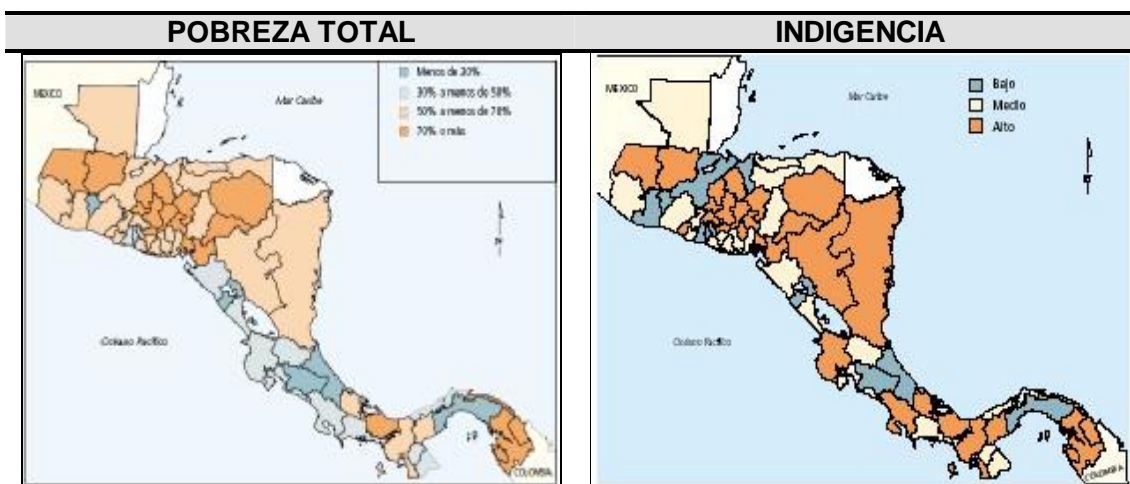 POBREZA TOTAL
INDIGENCIA
MEXICO
Mar Caribe
Menos de 30%
30% a menos de 50%
50% a menos de 70%
70% o más
Océano Pacífico
COLOMBIA
MEXICO
Mar Caribe
Bajo
Medio
Alto
Océano Pacífico
COLOMBIA